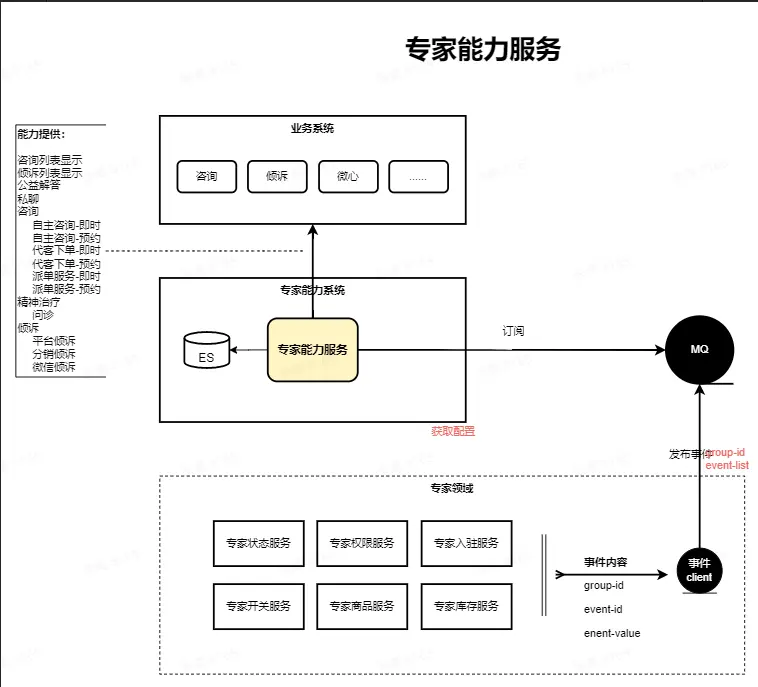 专家能力服务
能力提供：
咨询列表显示
倾诉列表显示
公益解答
私聊
咨询
自主咨询-即时
自主咨询-预约
代客下单-即时
代客下单-预约
派单服务-即时
派单服务-预约
精神治疗
问诊
倾诉
平台倾诉
分销倾诉
微信倾诉
业务系统
咨询
倾诉
微心
......
专家能力系统
ES
专家能力服务
订阅
MQ
获取配置
发布事件
group-id
event-list
专家领域
专家状态服务
专家权限服务
专家入驻服务
专家开关服务
专家商品服务
专家库存服务
事件内容
group-id
event-id
enent-value
事件
client